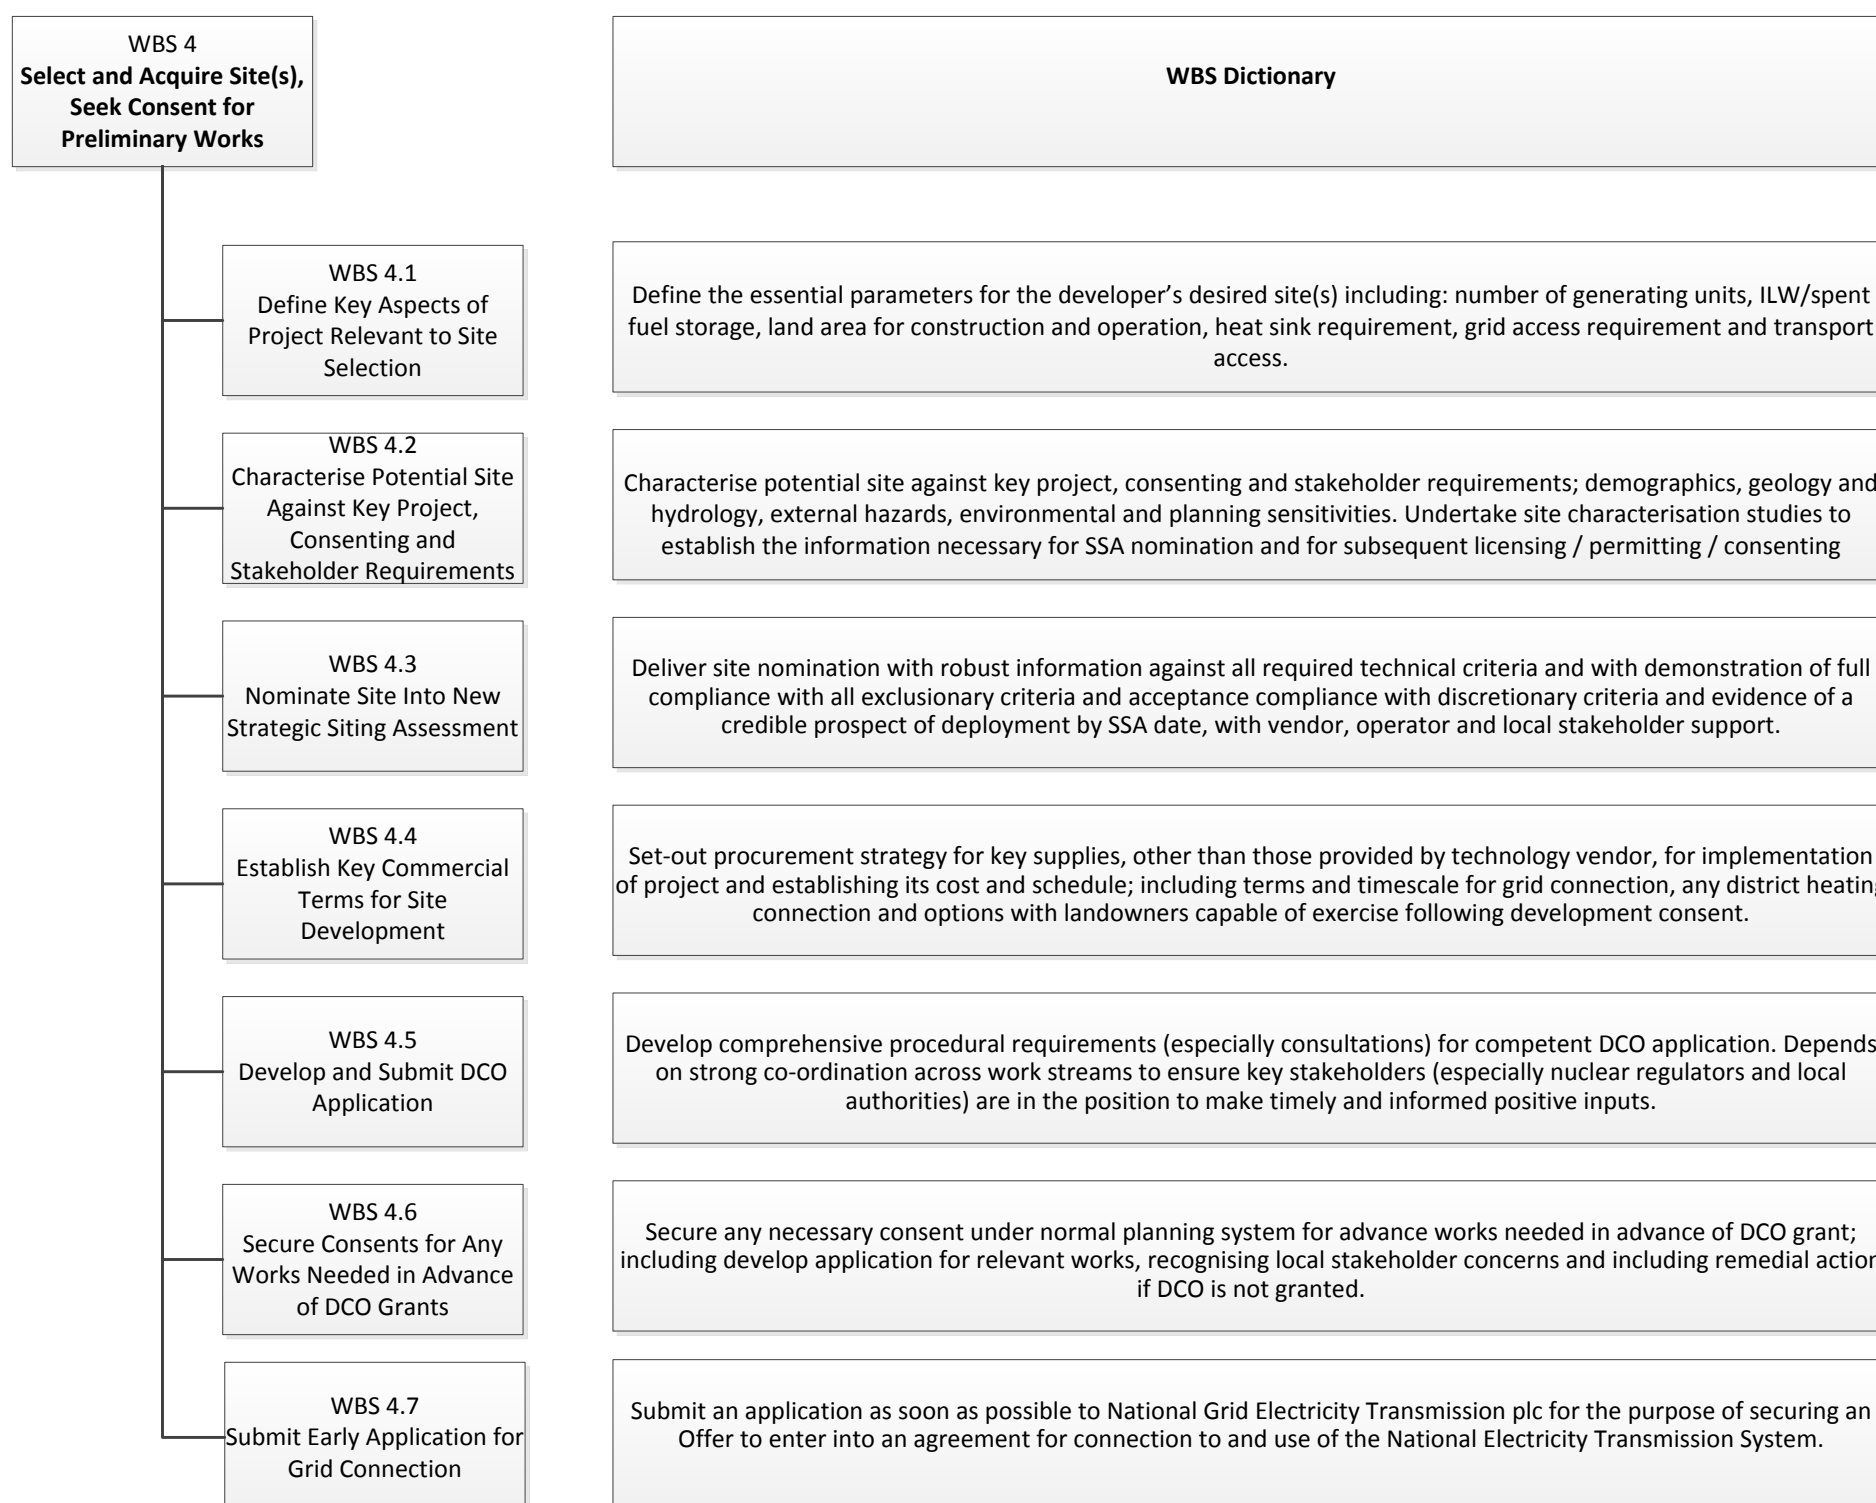 WBS 4
Select and Acquire Site(s),
Seek Consent for
Preliminary Works
WBS Dictionary
WBS 4.1
Define Key Aspects of
Project Relevant to Site
Selection
Define the essential parameters for the developer’s desired site(s) including: number of generating units, ILW/spent
fuel storage, land area for construction and operation, heat sink requirement, grid access requirement and transport
access.
WBS 4.2
Characterise Potential Site
Against Key Project,
Consenting and
Stakeholder Requirements
Characterise potential site against key project, consenting and stakeholder requirements; demographics, geology and
hydrology, external hazards, environmental and planning sensitivities. Undertake site characterisation studies to
establish the information necessary for SSA nomination and for subsequent licensing / permitting / consenting
WBS 4.3
Nominate Site Into New
Strategic Siting Assessment
Deliver site nomination with robust information against all required technical criteria and with demonstration of full
compliance with all exclusionary criteria and acceptance compliance with discretionary criteria and evidence of a
credible prospect of deployment by SSA date, with vendor, operator and local stakeholder support.
WBS 4.4
Establish Key Commercial
Terms for Site
Development
Set-out procurement strategy for key supplies, other than those provided by technology vendor, for implementation
of project and establishing its cost and schedule; including terms and timescale for grid connection, any district heating
connection and options with landowners capable of exercise following development consent.
WBS 4.5
Develop and Submit DCO
Application
Develop comprehensive procedural requirements (especially consultations) for competent DCO application. Depends
on strong co-ordination across work streams to ensure key stakeholders (especially nuclear regulators and local
authorities) are in the position to make timely and informed positive inputs.
WBS 4.6
Secure Consents for Any
Works Needed in Advance
of DCO Grants
Secure any necessary consent under normal planning system for advance works needed in advance of DCO grant;
including develop application for relevant works, recognising local stakeholder concerns and including remedial action
if DCO is not granted.
WBS 4.7
Submit Early Application for
Grid Connection
Submit an application as soon as possible to National Grid Electricity Transmission plc for the purpose of securing an
Offer to enter into an agreement for connection to and use of the National Electricity Transmission System.